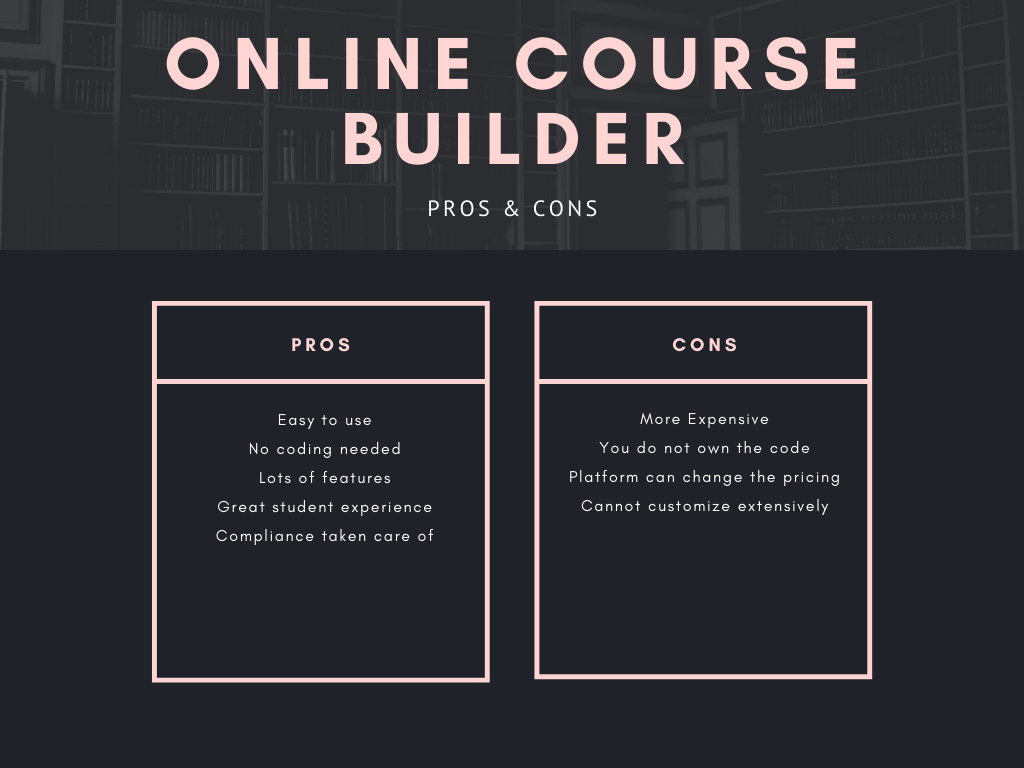 ONLINE COURSE
BUILDER
PROS & CONS
PROS
Easy to use
No coding needed
Lots of features
Great student experience
Compliance taken care of
CONS
More Expensive
You do not own the code
Platform can change the pricing
Cannot customize extensively